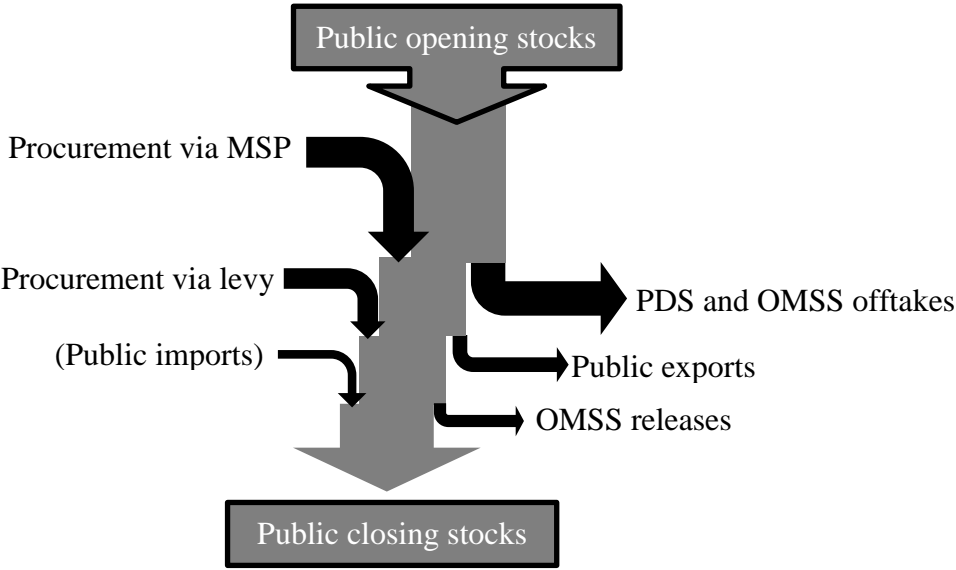 Public opening stocks
Procurement via MSP
Procurement via levy
PDS and OMSS offtakes
(Public imports)
Public exports
OMSS releases
Public closing stocks